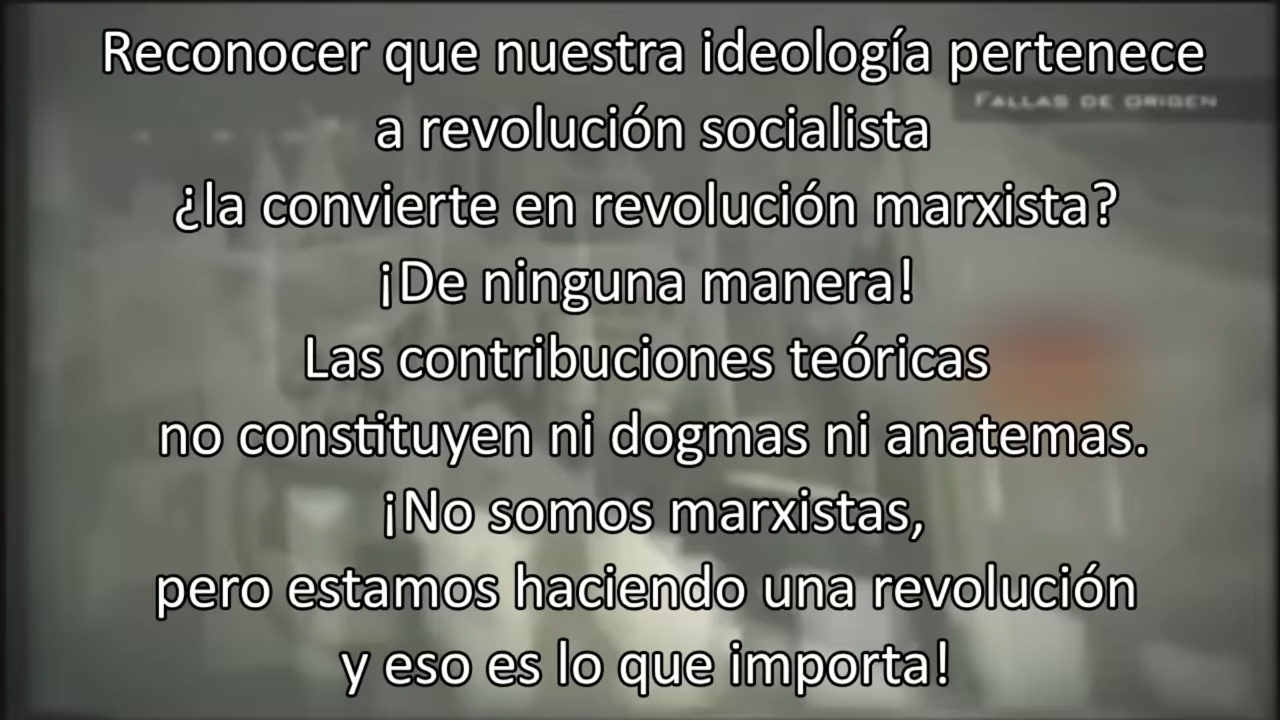 Reconocer que nuestra ideología pertenece
FALLAS DE ORIGEN
a revolución socialista
¿la convierte en revolución marxista?
¡De ninguna manera!
Las contribuciones teóricas
no constituyen ni dogmas ni anatemas.
¡No somos marxistas,
pero estamos haciendo una revolución
y eso es lo que importa!